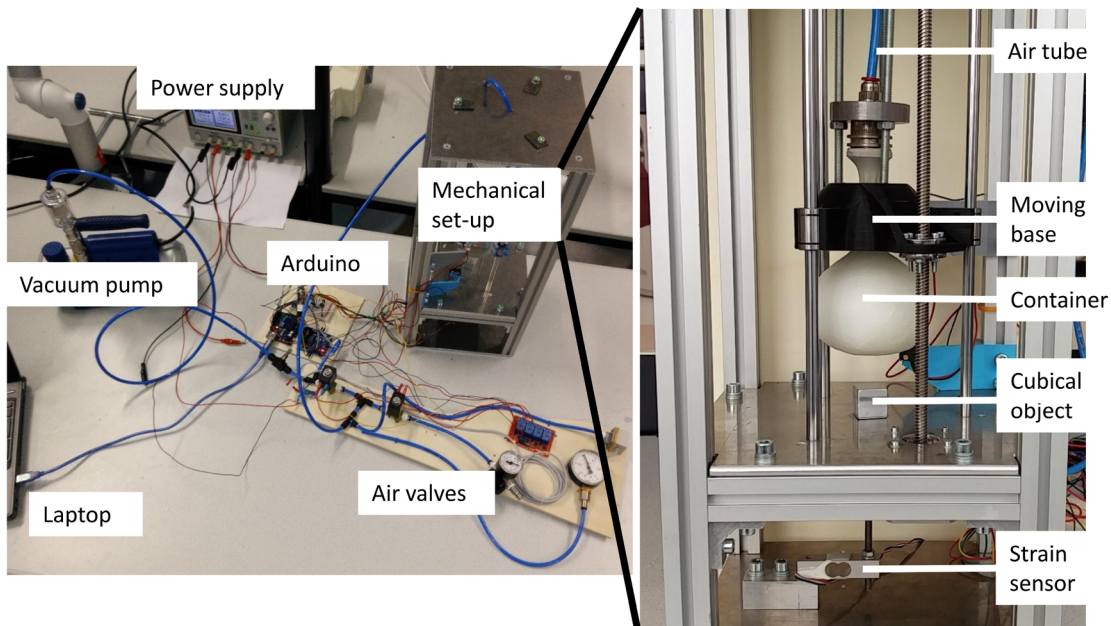 Power supply
Mechanical
set-up
Arduino
Vacuum pump
Air valves
Laptop
Air tube
Moving
base
Container
Cubical
object
Strain
sensor